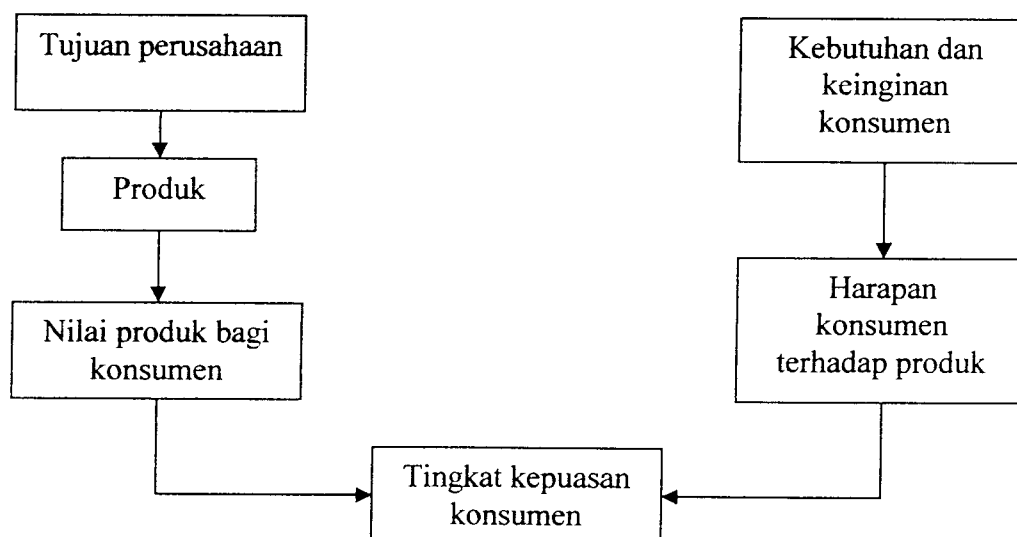 Tujuan perusahaan
Produk
Nilai produk bagi
konsumen
Kebutuhan dan
keinginan
konsumen
Harapan
konsumen
terhadap produk
Tingkat kepuasan
konsumen